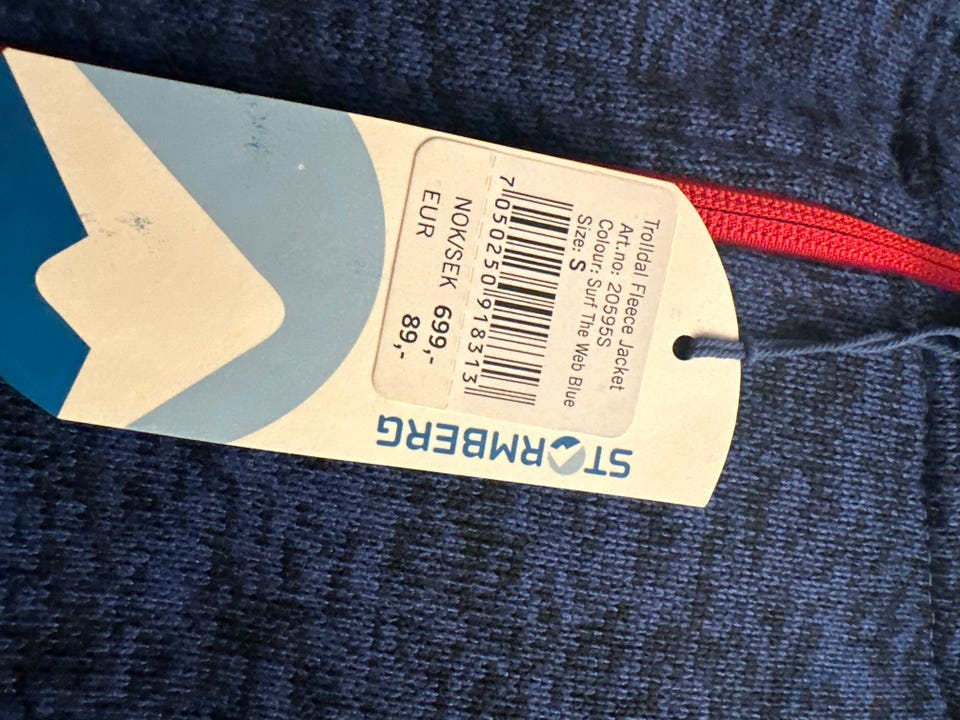 STORMBERG
Trolldal Fleece Jacket
Art.no: 20595S
Colour: Surf The Web Blue
Size: S
7 050250 918313
NOK/SEK 699,-
EUR 89,-